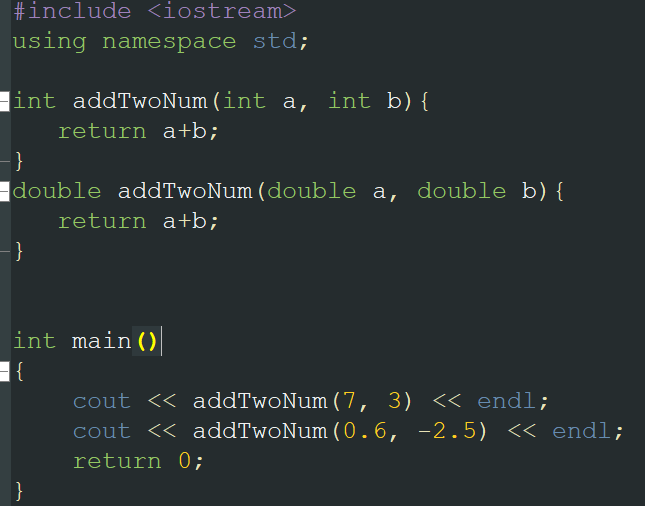 #include <iostream>
using namespace std;
int addTwoNum(int a, int b){
return a+b;
}
double addTwoNum(double a, double b){
return a+b;
}
int main()
{
cout << addTwoNum(7, 3) << endl;
cout << addTwoNum(0.6, -2.5) << endl;
return 0;
}